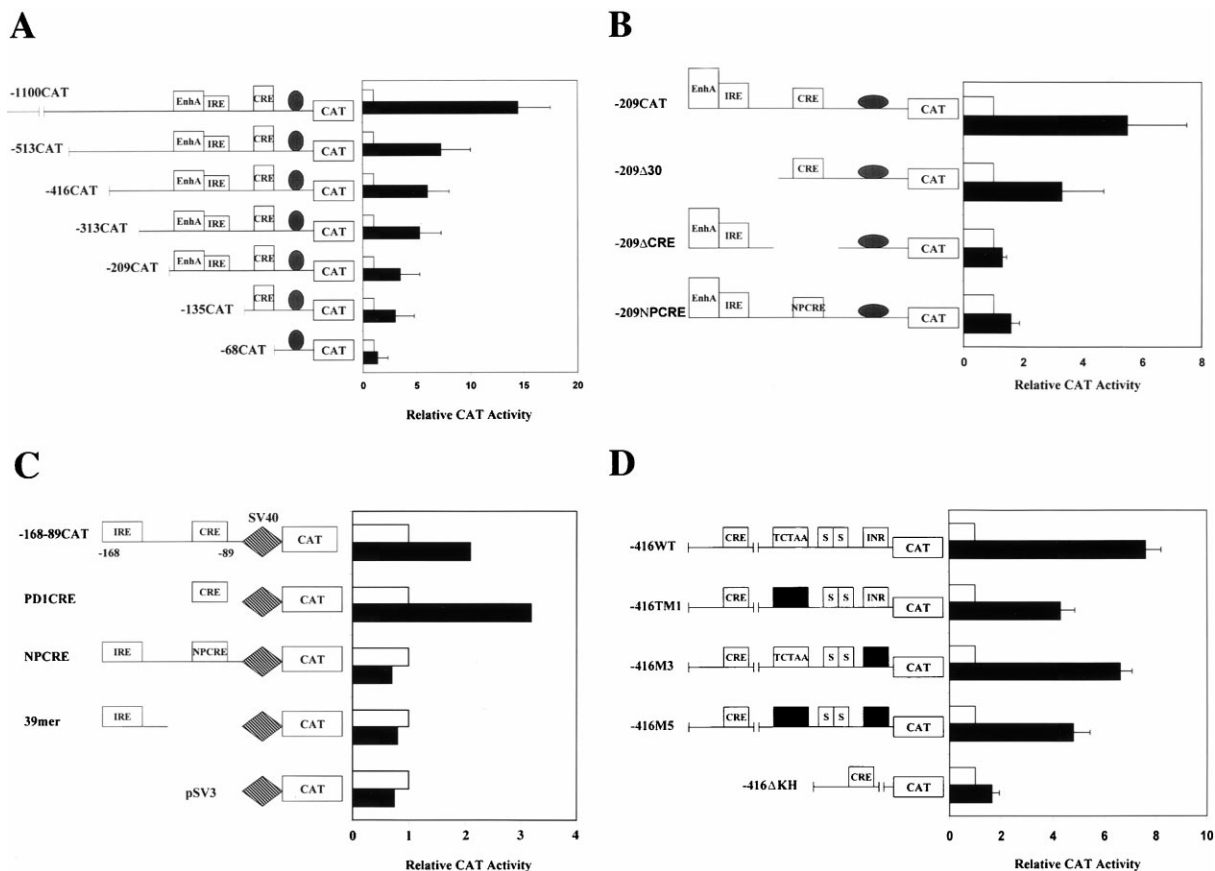 A
-1100CAT
EnhA IRE CRE CAT
-513CAT
EnhA IRE CRE CAT
-416CAT
EnhA IRE CRE CAT
-313CAT
EnhA IRE CRE CAT
-209CAT
EnhA IRE CRE CAT
-135CAT
CRE CAT
-68CAT
CAT
0 5 10 15 20
Relative CAT Activity
B
-209CAT
EnhA IRE CRE CAT
-209Δ30
CRE CAT
-209ΔCRE
EnhA IRE CAT
-209NPCRE
EnhA IRE NPCRE CAT
0 2 4 6 8
Relative CAT Activity
C
SV40
-168-89CAT
IRE CRE CAT
-168 -89
PD1CRE
CRE CAT
NPCRE
IRE NPCRE CAT
39mer
IRE CAT
pSV3 CAT
0 1 2 3 4
Relative CAT Activity
D
-416WT
CRE TCTAA S S INR CAT
-416TM1
CRE S S INR CAT
-416M3
CRE TCTAA S S CAT
-416M5
CRE S S CAT
-416ΔKH
CRE CAT
0 2 4 6 8 10
Relative CAT Activity